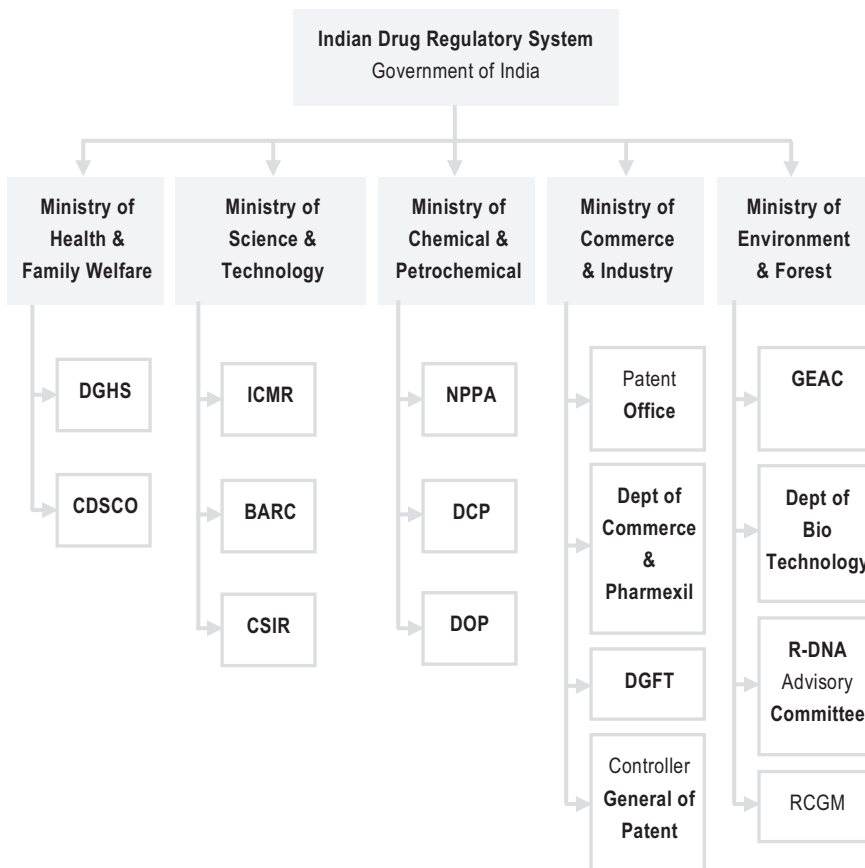 Indian Drug Regulatory System
Government of India
Ministry of
Health &
Family Welfare
DGHS
CDSCO
Ministry of
Science &
Technology
ICMR
BARC
CSIR
Ministry of
Chemical &
Petrochemical
NPPA
DCP
DOP
Ministry of
Commerce
& Industry
Patent
Office
Dept of
Commerce
&
Pharmexil
DGFT
Controller
General of
Patent
Ministry of
Environment
& Forest
GEAC
Dept of
Bio
Technology
R-DNA
Advisory
Committee
RCGM